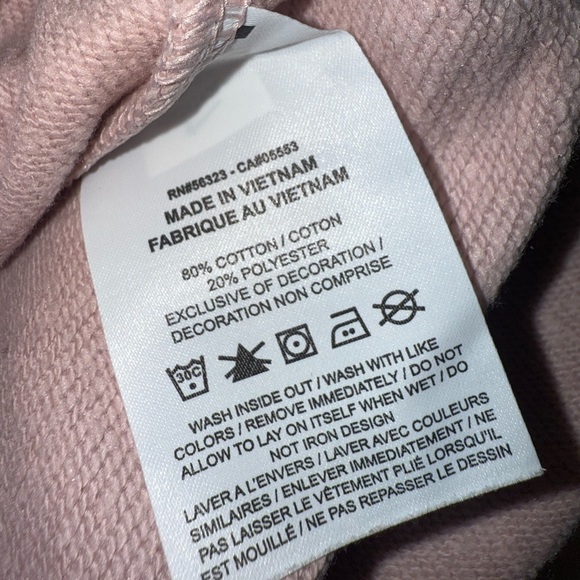 RN#56323 - CA#05553
MADE IN VIETNAM
FABRIQUE AU VIETNAM
80% COTTON / COTON
20% POLYESTER
EXCLUSIVE OF DECORATION /
DECORATION NON COMPRISE
30C
WASH INSIDE OUT / WASH WITH LIKE
COLORS / REMOVE IMMEDIATELY / DO NOT
ALLOW TO LAY ON ITSELF WHEN WET / DO
NOT IRON DESIGN
LAVER A L'ENVERS / LAVER AVEC COULEURS
SIMILAIRES / ENLEVER IMMEDIATEMENT / NE
PAS LAISSER LE VÊTEMENT PLIÉ LORSQU'IL
EST MOUILLÉ / NE PAS REPASSER LE DESSIN